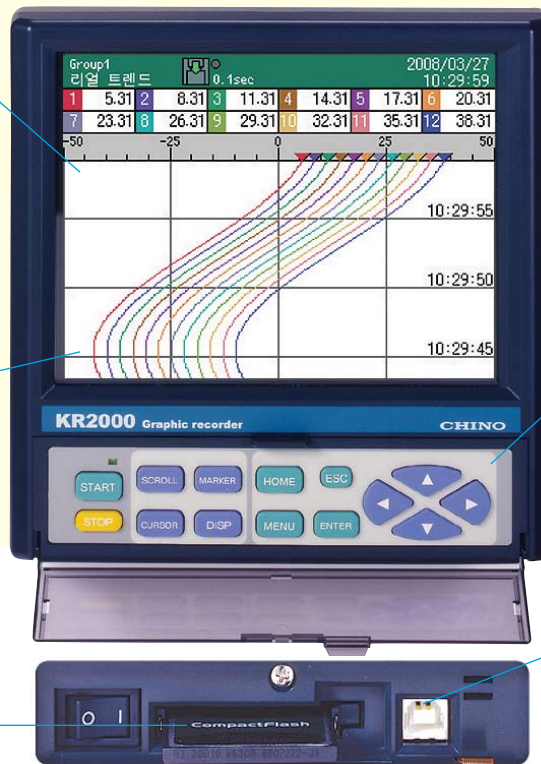 Group1 2008/03/27
리얼 트렌드 0.1sec 10:29:59
1 5.31 2 8.31 3 11.31 4 14.31 5 17.31 6 20.31
7 23.31 8 26.31 9 29.31 10 32.31 11 35.31 12 38.31
-50 -25 0 25 50
10:29:55
10:29:50
10:29:45
KR2000 Graphic recorder CHINO
START SCROLL MARKER HOME ESC
STOP CURSOR DISP MENU ENTER
O I CompactFlash